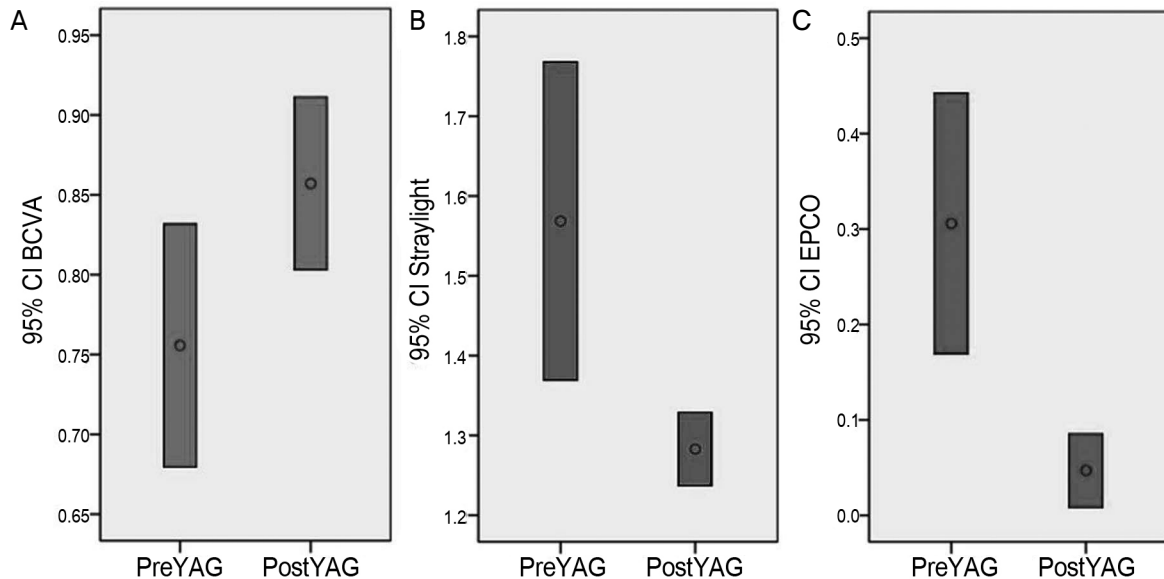 A
95% CI BCVA
0.95
0.90
0.85
0.80
0.75
0.70
0.65
PreYAG
PostYAG
B
95% CI Straylight
1.8
1.7
1.6
1.5
1.4
1.3
1.2
PreYAG
PostYAG
C
95% CI EPCO
0.5
0.4
0.3
0.2
0.1
0.0
PreYAG
PostYAG